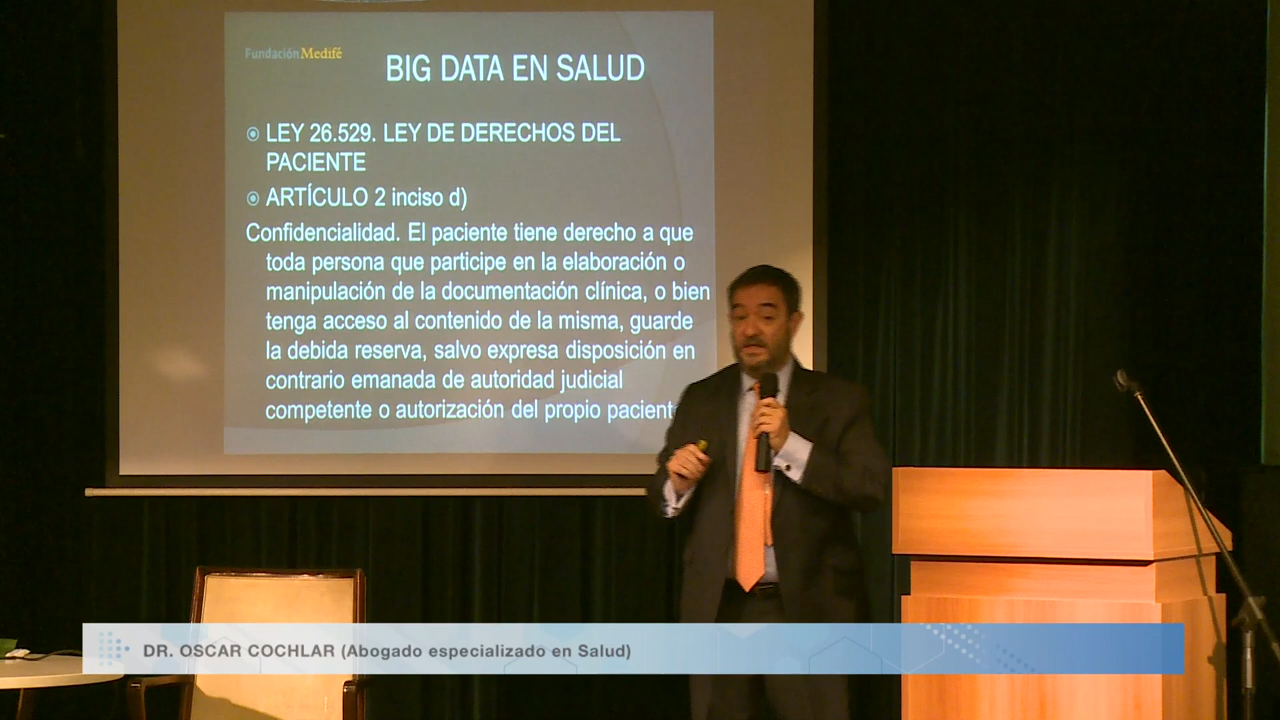 Fundación Medifé
BIG DATA EN SALUD
LEY 26.529. LEY DE DERECHOS DEL
PACIENTE
ARTÍCULO 2 inciso d)
Confidencialidad. El paciente tiene derecho a que
toda persona que participe en la elaboración o
manipulación de la documentación clínica, o bien
tenga acceso al contenido de la misma, guarde
la debida reserva, salvo expresa disposición en
contrario emanada de autoridad judicial
competente o autorización del propio paciente
DR. OSCAR COCHLAR (Abogado especializado en Salud)